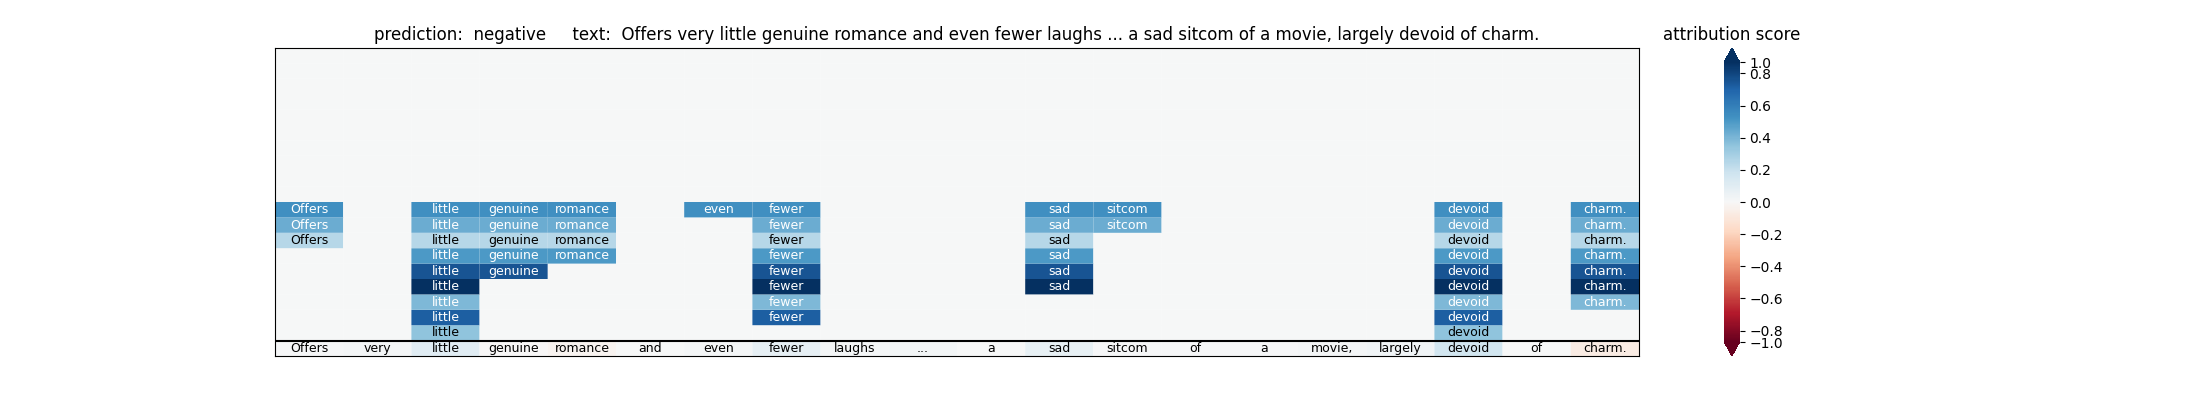 prediction:  negative     text:  Offers very little genuine romance and even fewer laughs ... a sad sitcom of a movie, largely devoid of charm.
attribution score
1.0
0.8
0.6
0.4
0.2
0.0
−0.2
−0.4
−0.6
−0.8
−1.0
Offers little genuine romance even fewer sad sitcom devoid charm.
Offers little genuine romance fewer sad sitcom devoid charm.
Offers little genuine romance fewer sad devoid charm.
little genuine romance fewer sad devoid charm.
little genuine fewer sad devoid charm.
little fewer sad devoid charm.
little fewer devoid charm.
little fewer devoid
little devoid
Offers very little genuine romance and even fewer laughs ... a sad sitcom of a movie, largely devoid of charm.